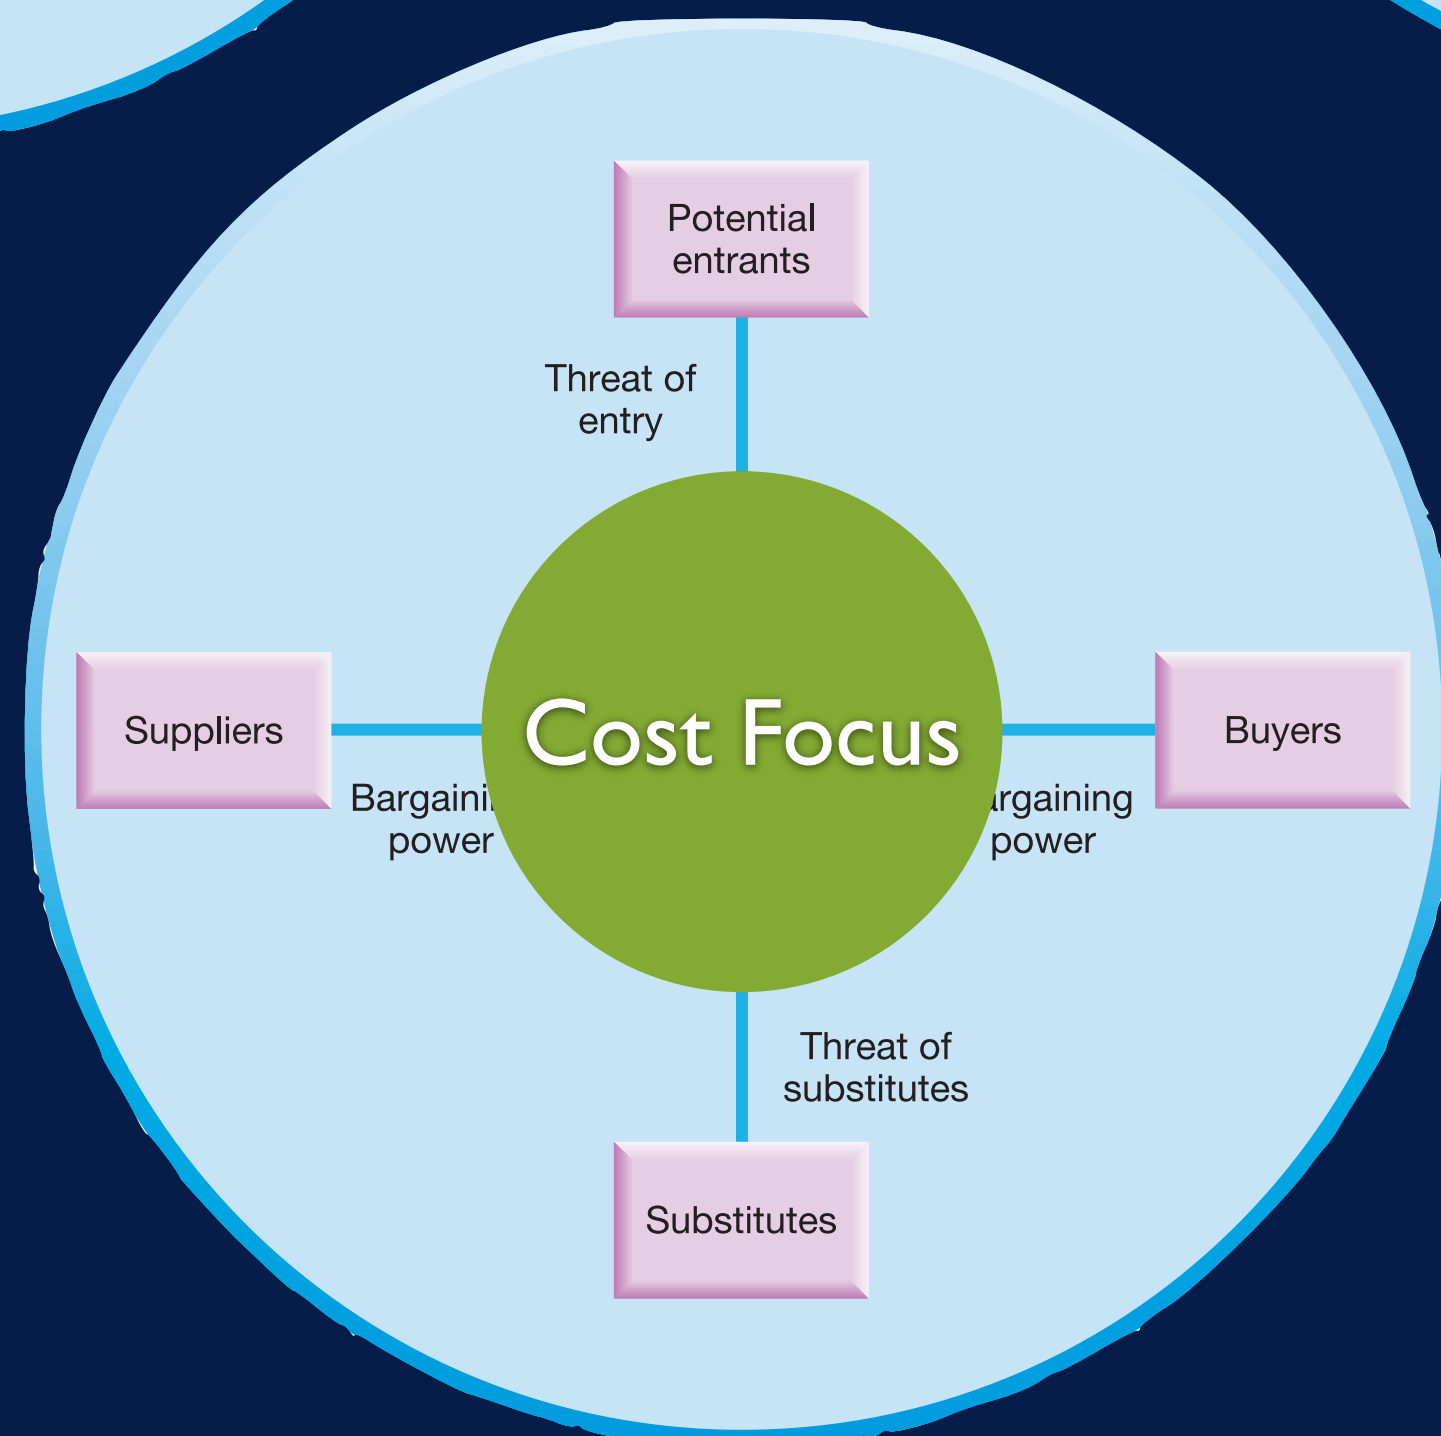 Potential
entrants
Threat of
entry
Suppliers
Cost Focus
Buyers
power
power
Threat of
substitutes
Substitutes